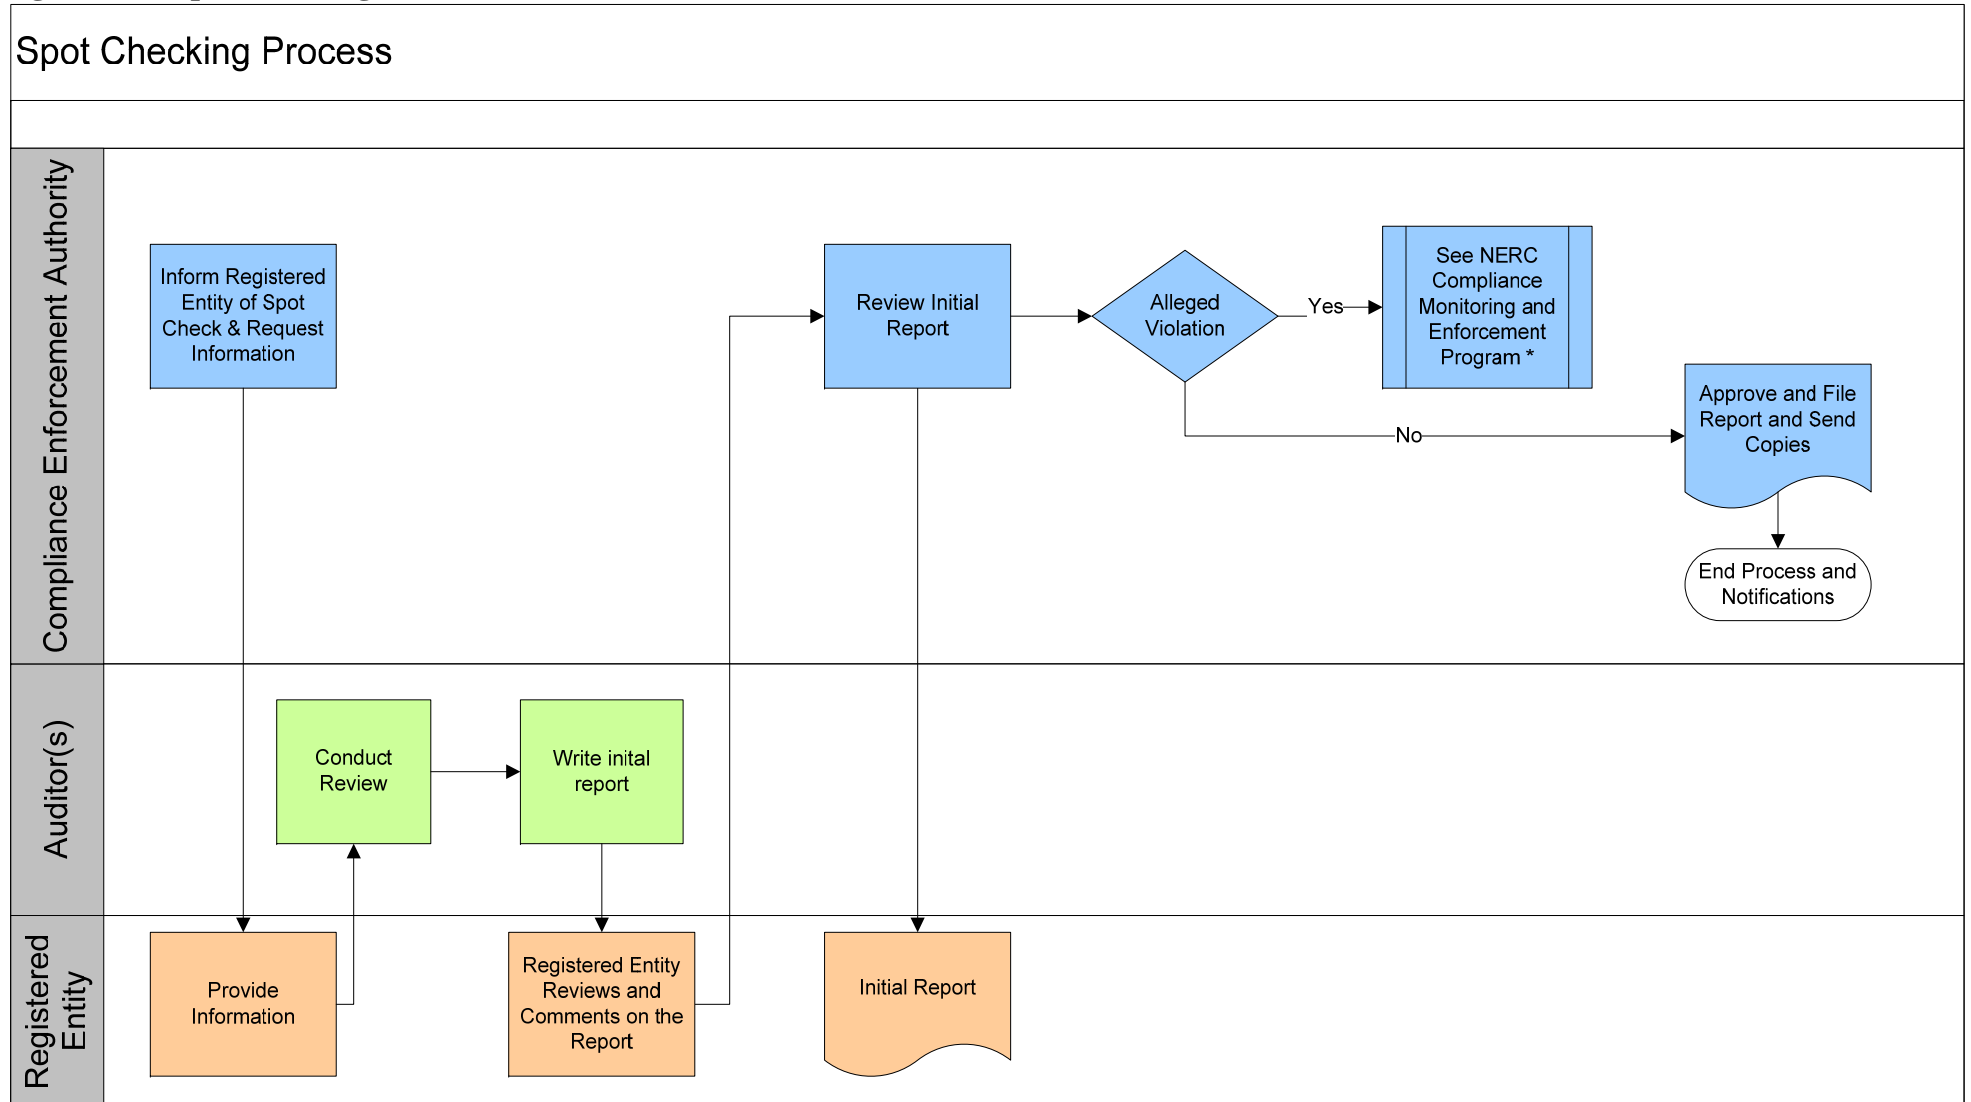 Spot Checking Process
Compliance Enforcement Authority
Inform Registered
Entity of Spot
Check & Request
Information
Review Initial
Report
Alleged
Violation
Yes
See NERC
Compliance
Monitoring and
Enforcement
Program *
No
Approve and File
Report and Send
Copies
End Process and
Notifications
Auditor(s)
Conduct
Review
Write inital
report
Registered
Entity
Provide
Information
Registered Entity
Reviews and
Comments on the
Report
Initial Report